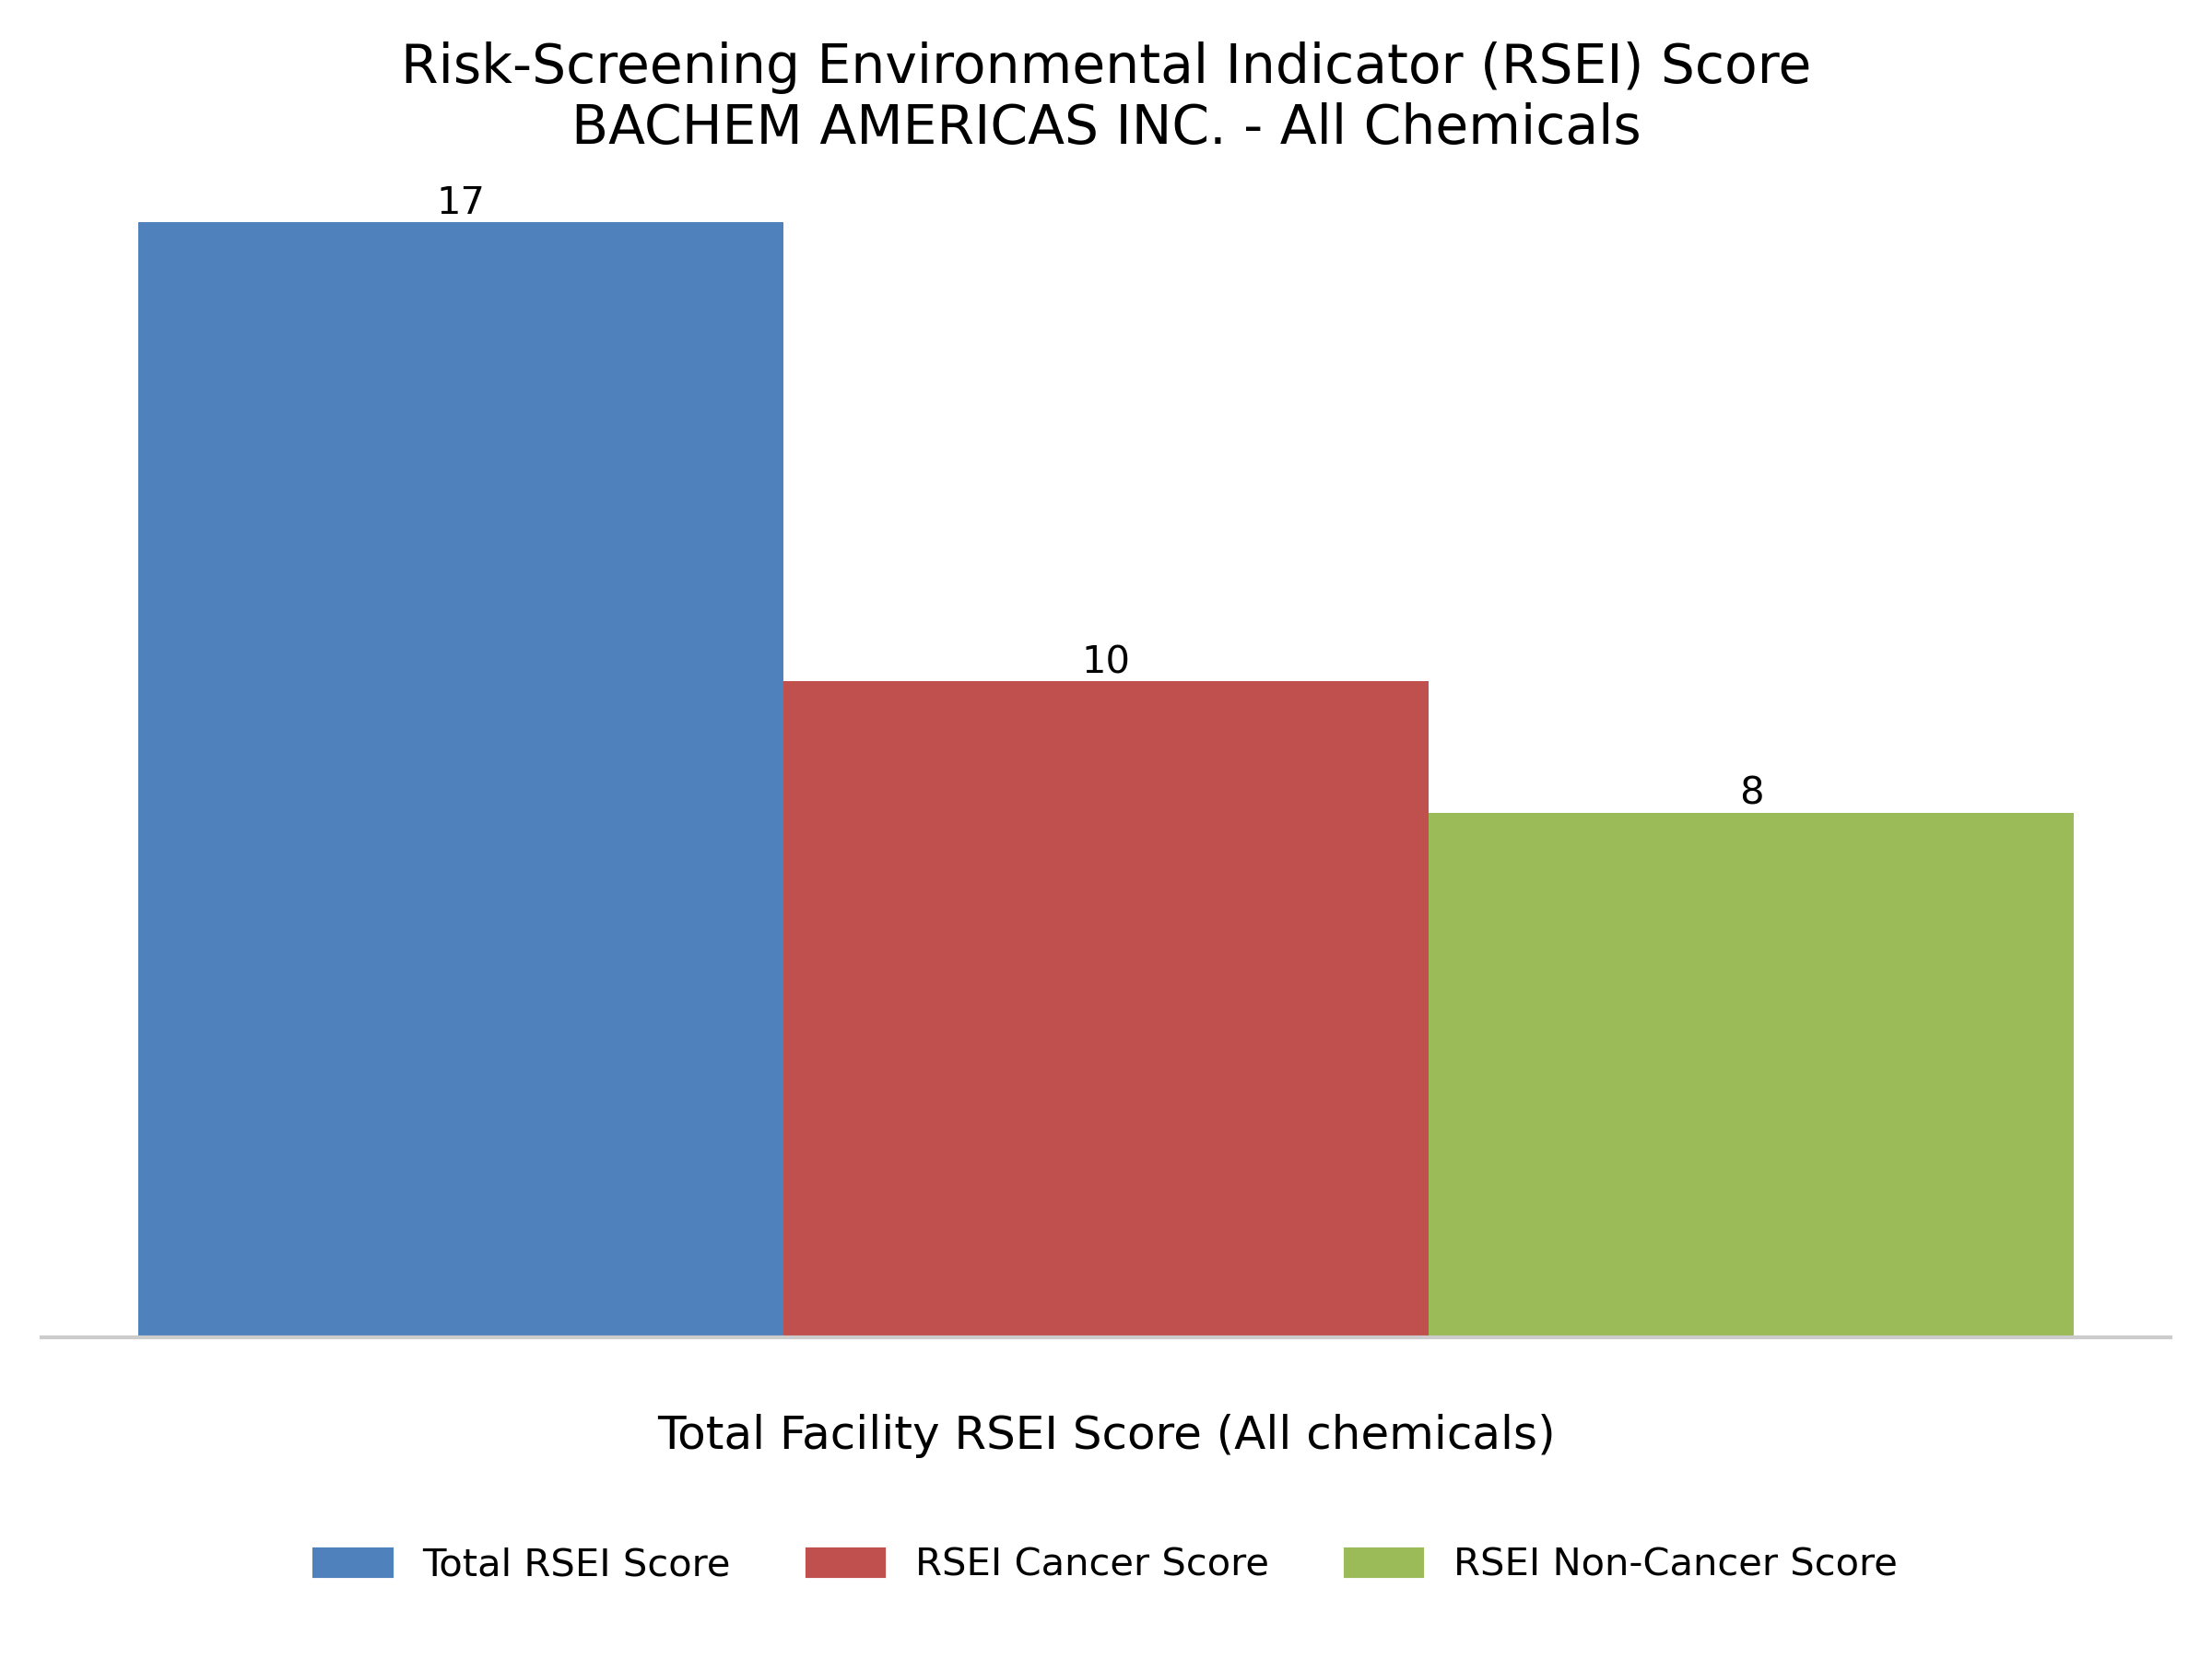 Risk-Screening Environmental Indicator (RSEI) Score
BACHEM AMERICAS INC. - All Chemicals
17
10
8
Total Facility RSEI Score (All chemicals)
Total RSEI Score
RSEI Cancer Score
RSEI Non-Cancer Score